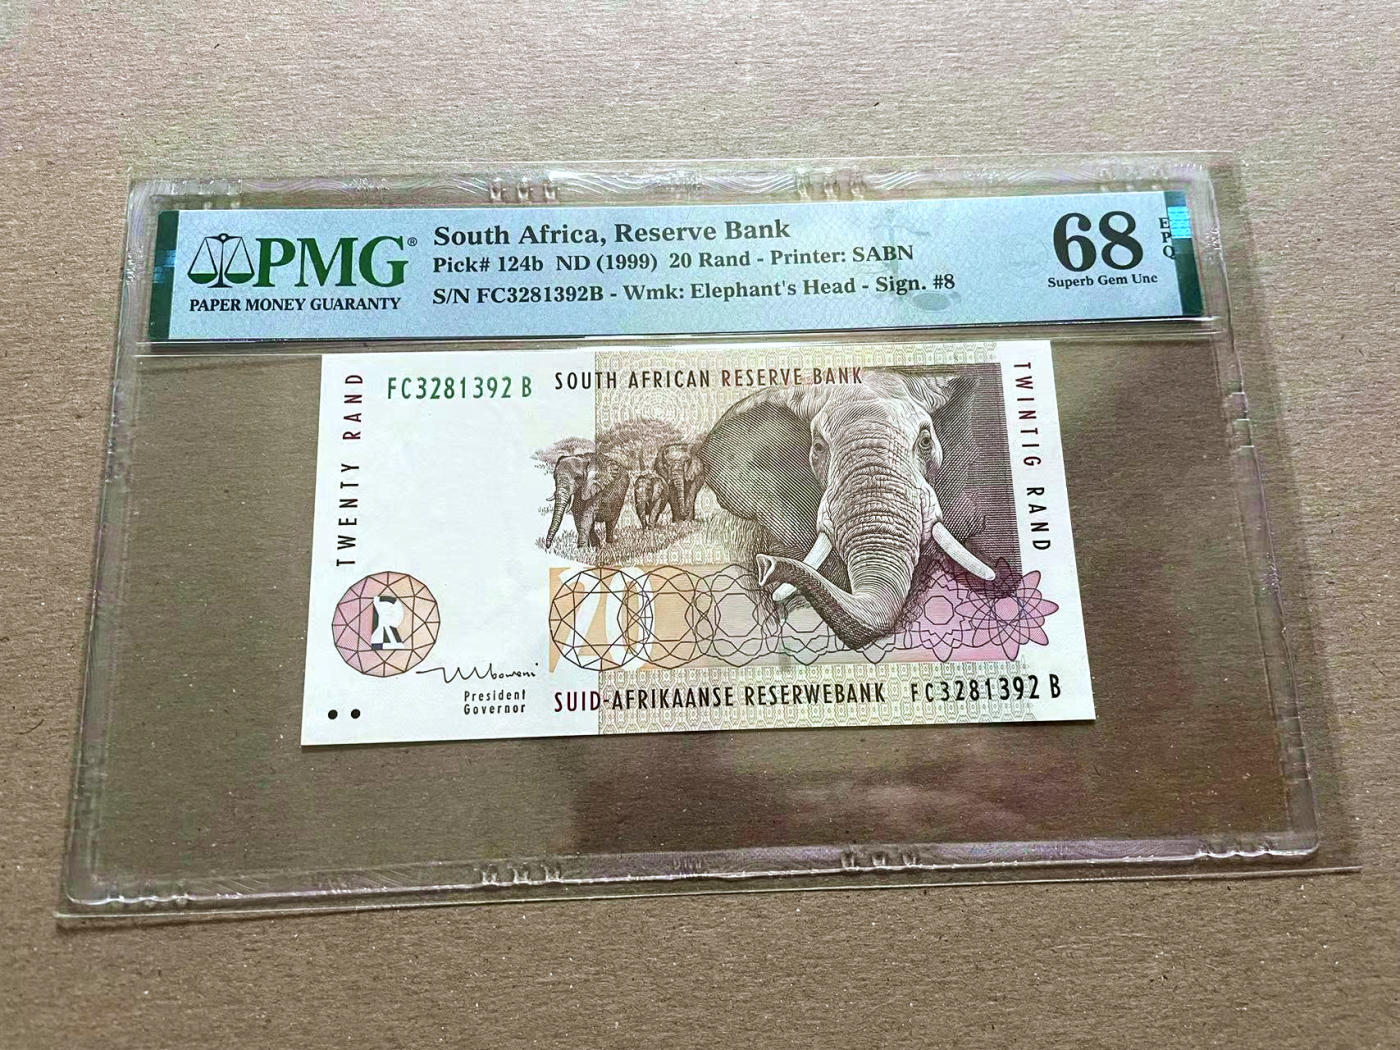 PMG®
PAPER MONEY GUARANTY
South Africa, Reserve Bank
Pick# 124b ND (1999) 20 Rand - Printer: SABN
S/N FC3281392B - Wmk: Elephant's Head - Sign. #8
68
Superb Gem Unc
EPQ
TWENTY RAND
FC3281392 B
SOUTH AFRICAN RESERVE BANK
TWINTIG RAND
20
R
President
Governor
SUID-AFRIKAANSE RESERWEBANK
FC3281392 B